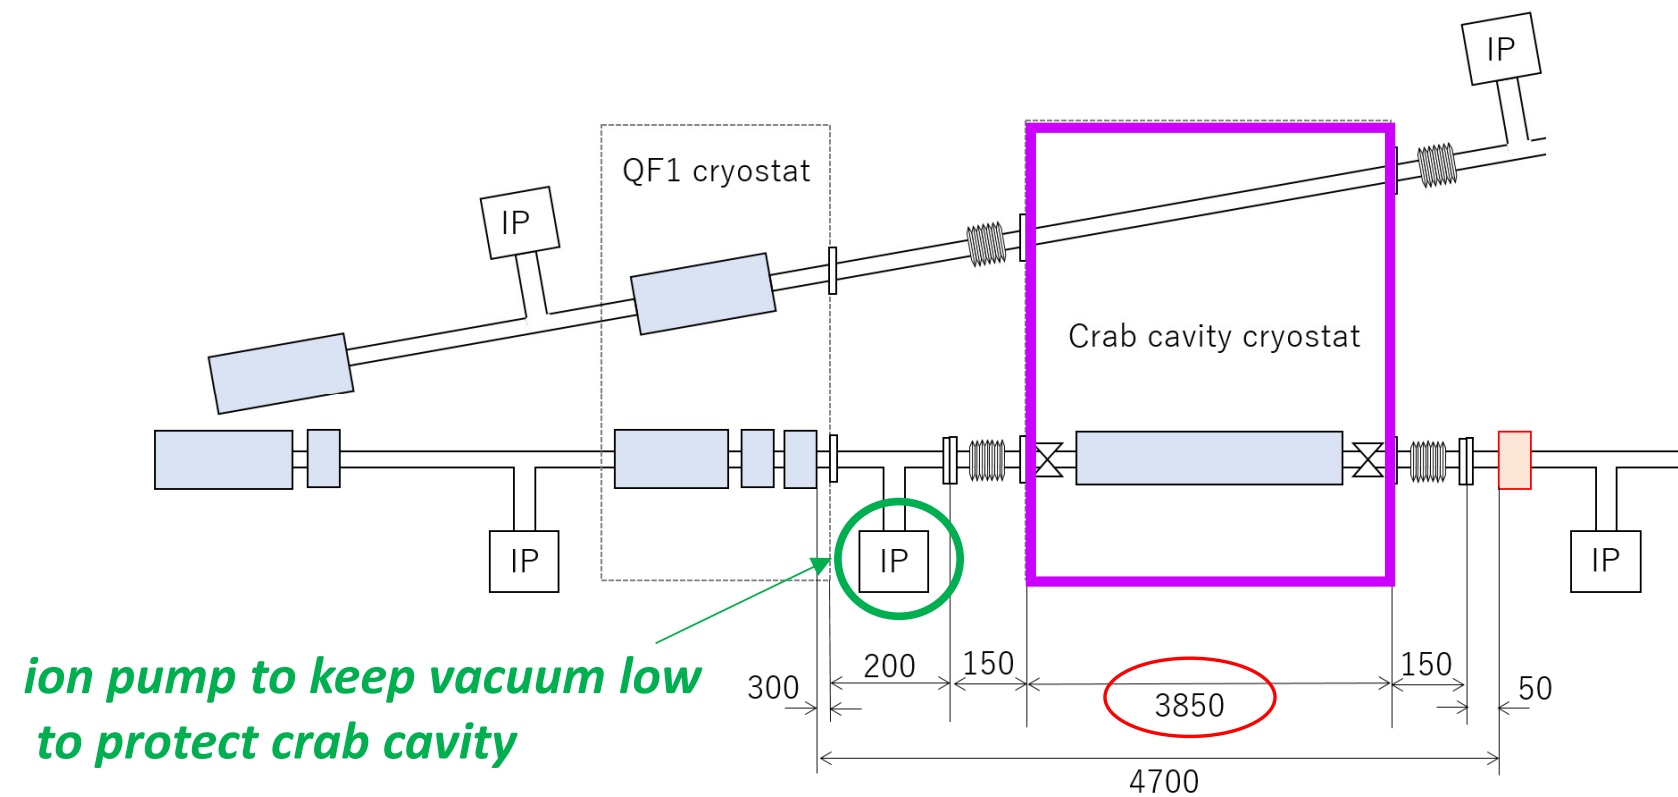 IP
QF1 cryostat
IP
Crab cavity cryostat
IP
IP
IP
ion pump to keep vacuum low
to protect crab cavity
300
200
150
3850
150
50
4700